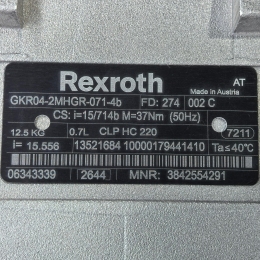 Rexroth
AT
Made in Austria
GKR04-2MHGR-071-4b FD: 274 002 C
CS: i=15/714b M=37Nm (50Hz)
12.5 KG 0.7L CLP HC 220 7211
i= 15.556 13521684 10000179441410 Ta≤40°C
06343339 2644 MNR: 3842554291